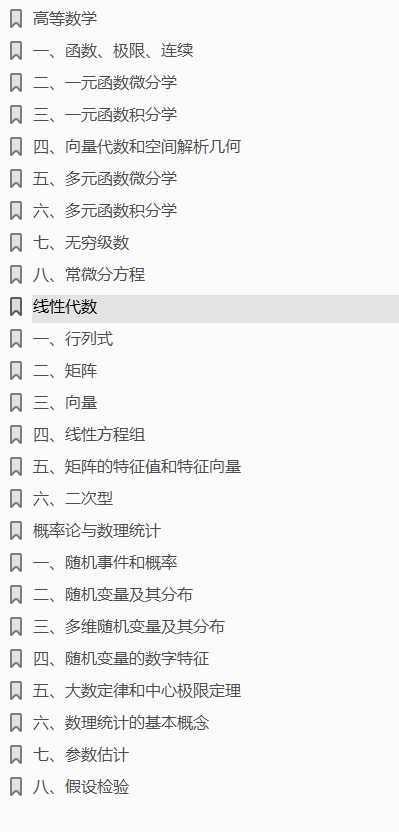 高等数学
一、函数、极限、连续
二、一元函数微分学
三、一元函数积分学
四、向量代数和空间解析几何
五、多元函数微分学
六、多元函数积分学
七、无穷级数
八、常微分方程
线性代数
一、行列式
二、矩阵
三、向量
四、线性方程组
五、矩阵的特征值和特征向量
六、二次型
概率论与数理统计
一、随机事件和概率
二、随机变量及其分布
三、多维随机变量及其分布
四、随机变量的数字特征
五、大数定律和中心极限定理
六、数理统计的基本概念
七、参数估计
八、假设检验